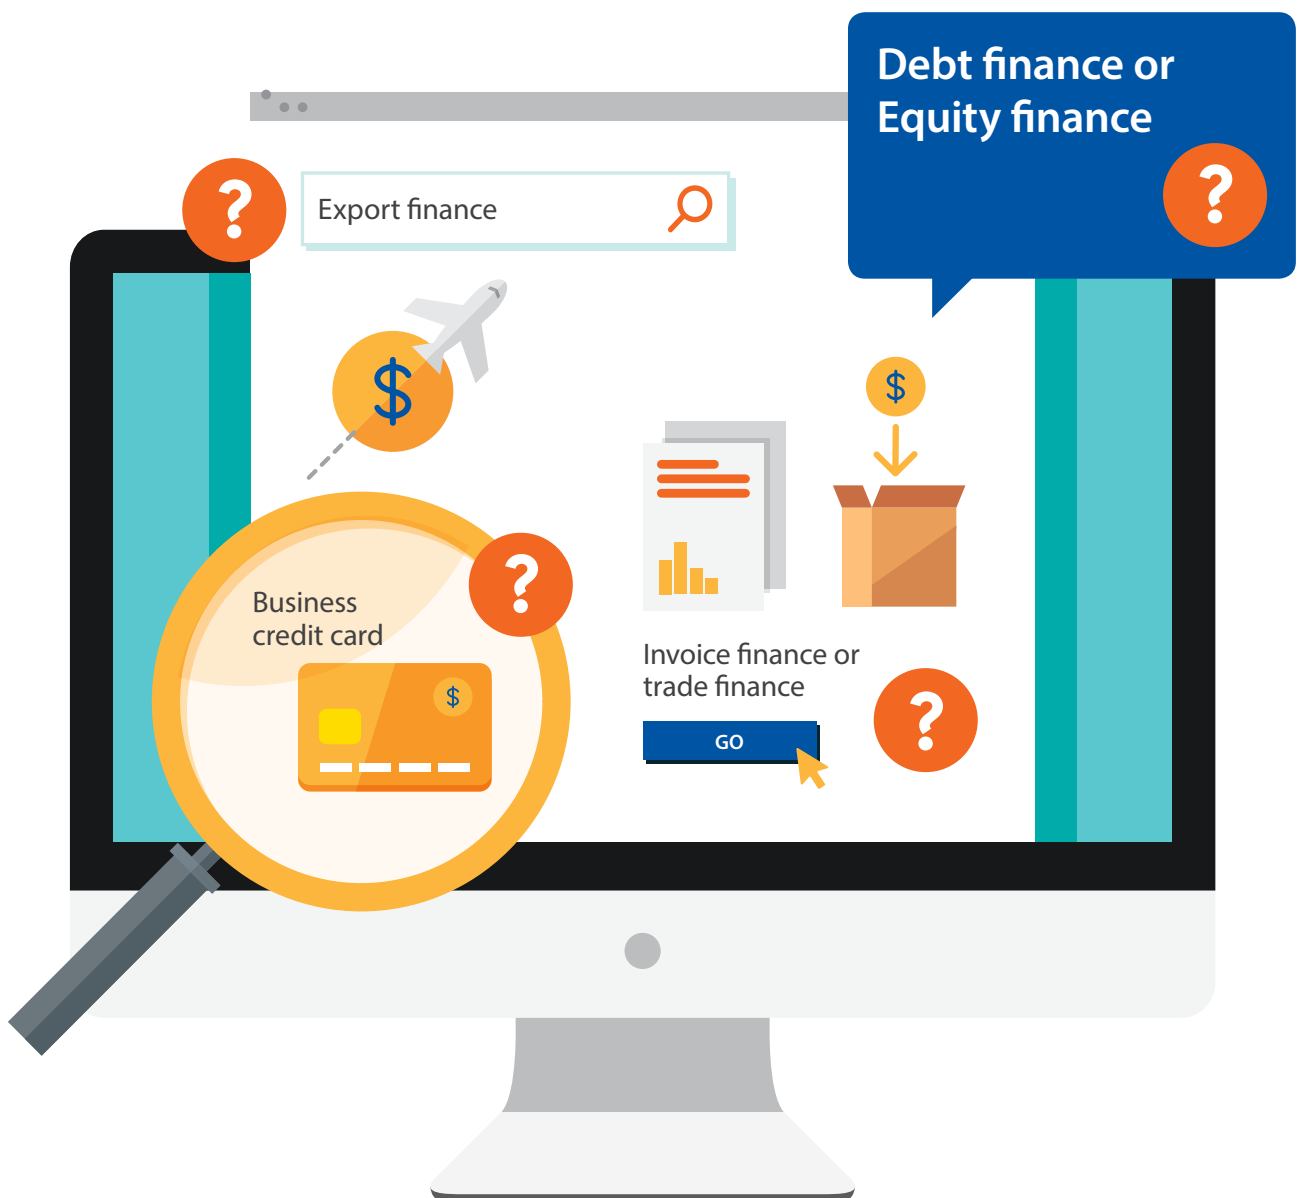 Debt finance or
Equity finance
?
?
Export finance
$
$
?
Business
credit card
$
Invoice finance or
trade finance
?
GO